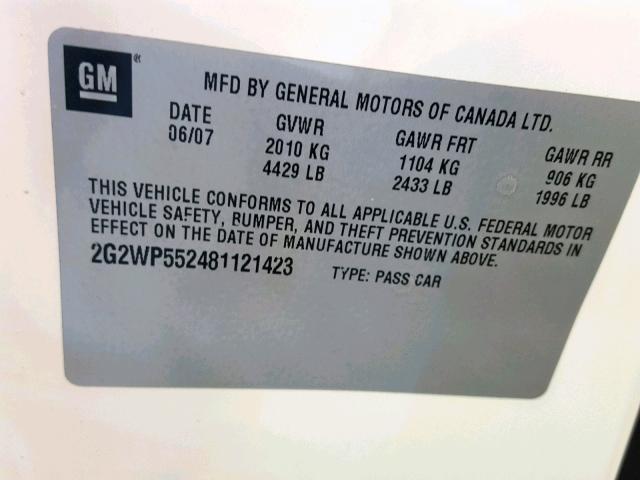 GM
MFD BY GENERAL MOTORS OF CANADA LTD.
DATE GVWR GAWR FRT GAWR RR
06/07 2010 KG 1104 KG 906 KG
4429 LB 2433 LB 1996 LB
THIS VEHICLE CONFORMS TO ALL APPLICABLE U.S. FEDERAL MOTOR
VEHICLE SAFETY, BUMPER, AND THEFT PREVENTION STANDARDS IN
EFFECT ON THE DATE OF MANUFACTURE SHOWN ABOVE.
2G2WP552481121423 TYPE: PASS CAR